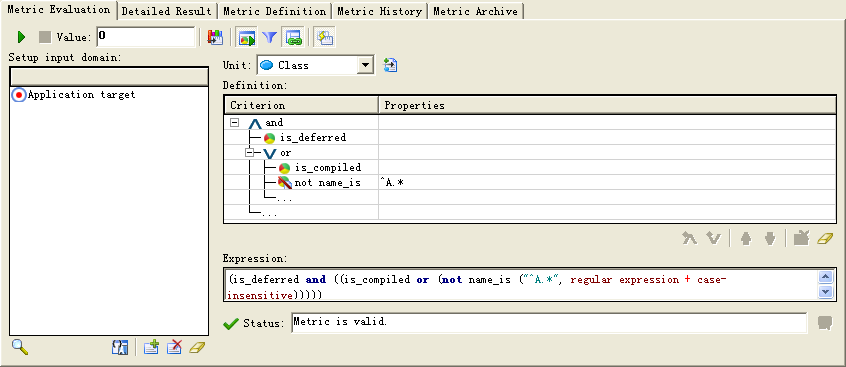 Metric Evaluation Detailed Result Metric Definition Metric History Metric Archive
Value: 0
Setup input domain:
Application target
Unit: Class
Definition:
Criterion Properties
and
is_deferred
or
is_compiled
not name_is ^A.*
...
...
Expression:
(is_deferred and ((is_compiled or (not name_is ("^A.*", regular expression + case-
insensitive)))))
Status: Metric is valid.